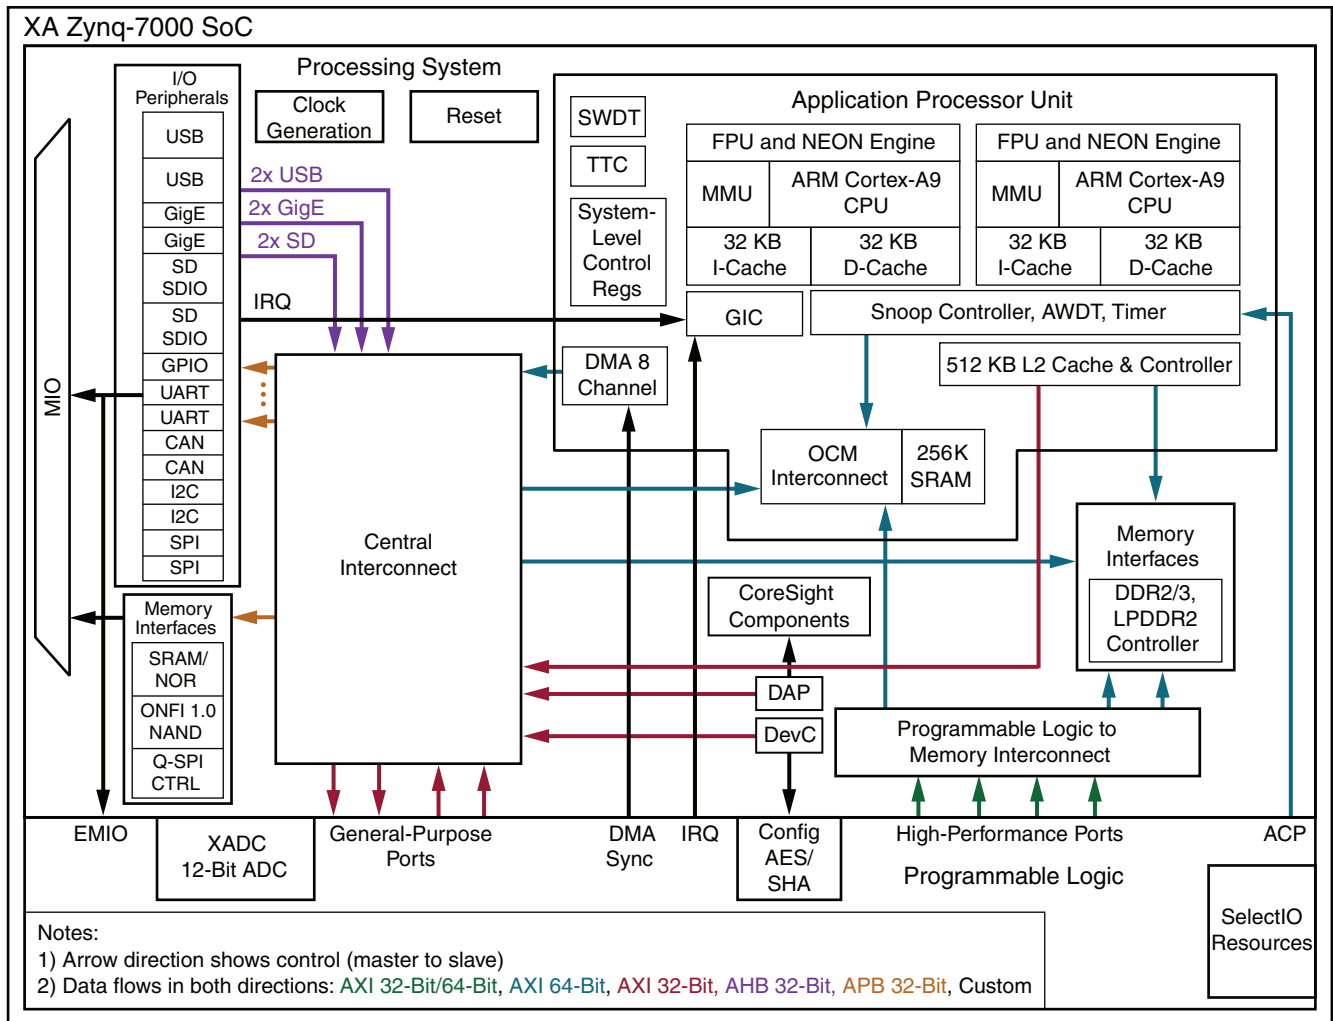 XA Zynq-7000 SoC
Processing System
I/O
Peripherals
USB
USB
GigE
GigE
SD
SDIO
SD
SDIO
GPIO
UART
UART
CAN
CAN
I2C
I2C
SPI
SPI
MIO
Clock
Generation
Reset
2x USB
2x GigE
2x SD
IRQ
Application Processor Unit
SWDT
TTC
System-
Level
Control
Regs
FPU and NEON Engine
MMU
ARM Cortex-A9
CPU
32 KB
I-Cache
32 KB
D-Cache
FPU and NEON Engine
MMU
ARM Cortex-A9
CPU
32 KB
I-Cache
32 KB
D-Cache
GIC
Snoop Controller, AWDT, Timer
DMA 8
Channel
512 KB L2 Cache & Controller
OCM
Interconnect
256K
SRAM
Central
Interconnect
Memory
Interfaces
DDR2/3,
LPDDR2
Controller
CoreSight
Components
DAP
DevC
Programmable Logic to
Memory Interconnect
Memory
Interfaces
SRAM/
NOR
ONFI 1.0
NAND
Q-SPI
CTRL
EMIO
XADC
12-Bit ADC
General-Purpose
Ports
DMA
Sync
IRQ
Config
AES/
SHA
High-Performance Ports
ACP
Programmable Logic
SelectIO
Resources
Notes:
1) Arrow direction shows control (master to slave)
2) Data flows in both directions: AXI 32-Bit/64-Bit, AXI 64-Bit, AXI 32-Bit, AHB 32-Bit, APB 32-Bit, Custom